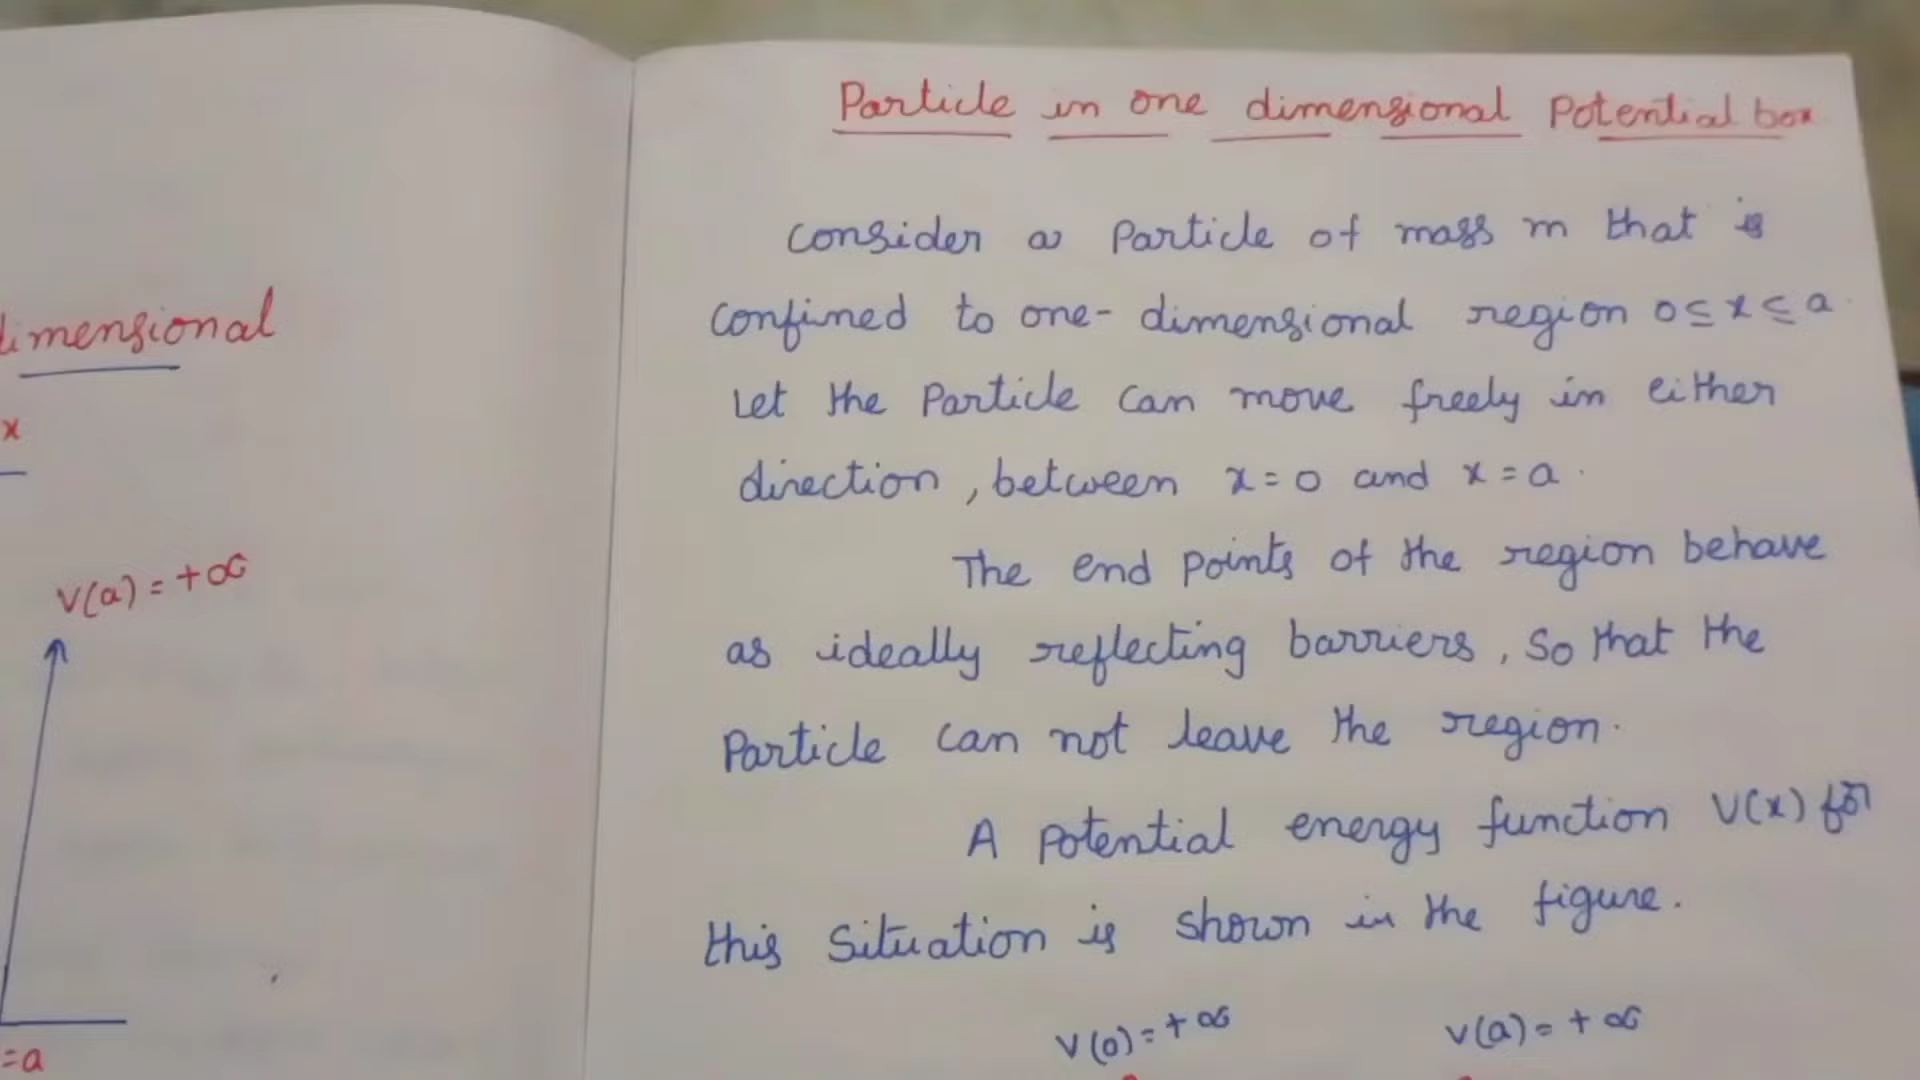 dimensional
x
V(a) = +∞
=a
Particle in one dimensional Potential box
consider a particle of mass m that is
confined to one-dimensional region 0≤x≤a
Let the particle can move freely in either
direction, between x=0 and x=a.
The end points of the region behave
as ideally reflecting barriers, so that the
Particle can not leave the region.
A potential energy function V(x) for
this situation is shown in the figure.
V(0)=+∞ V(a)=+∞